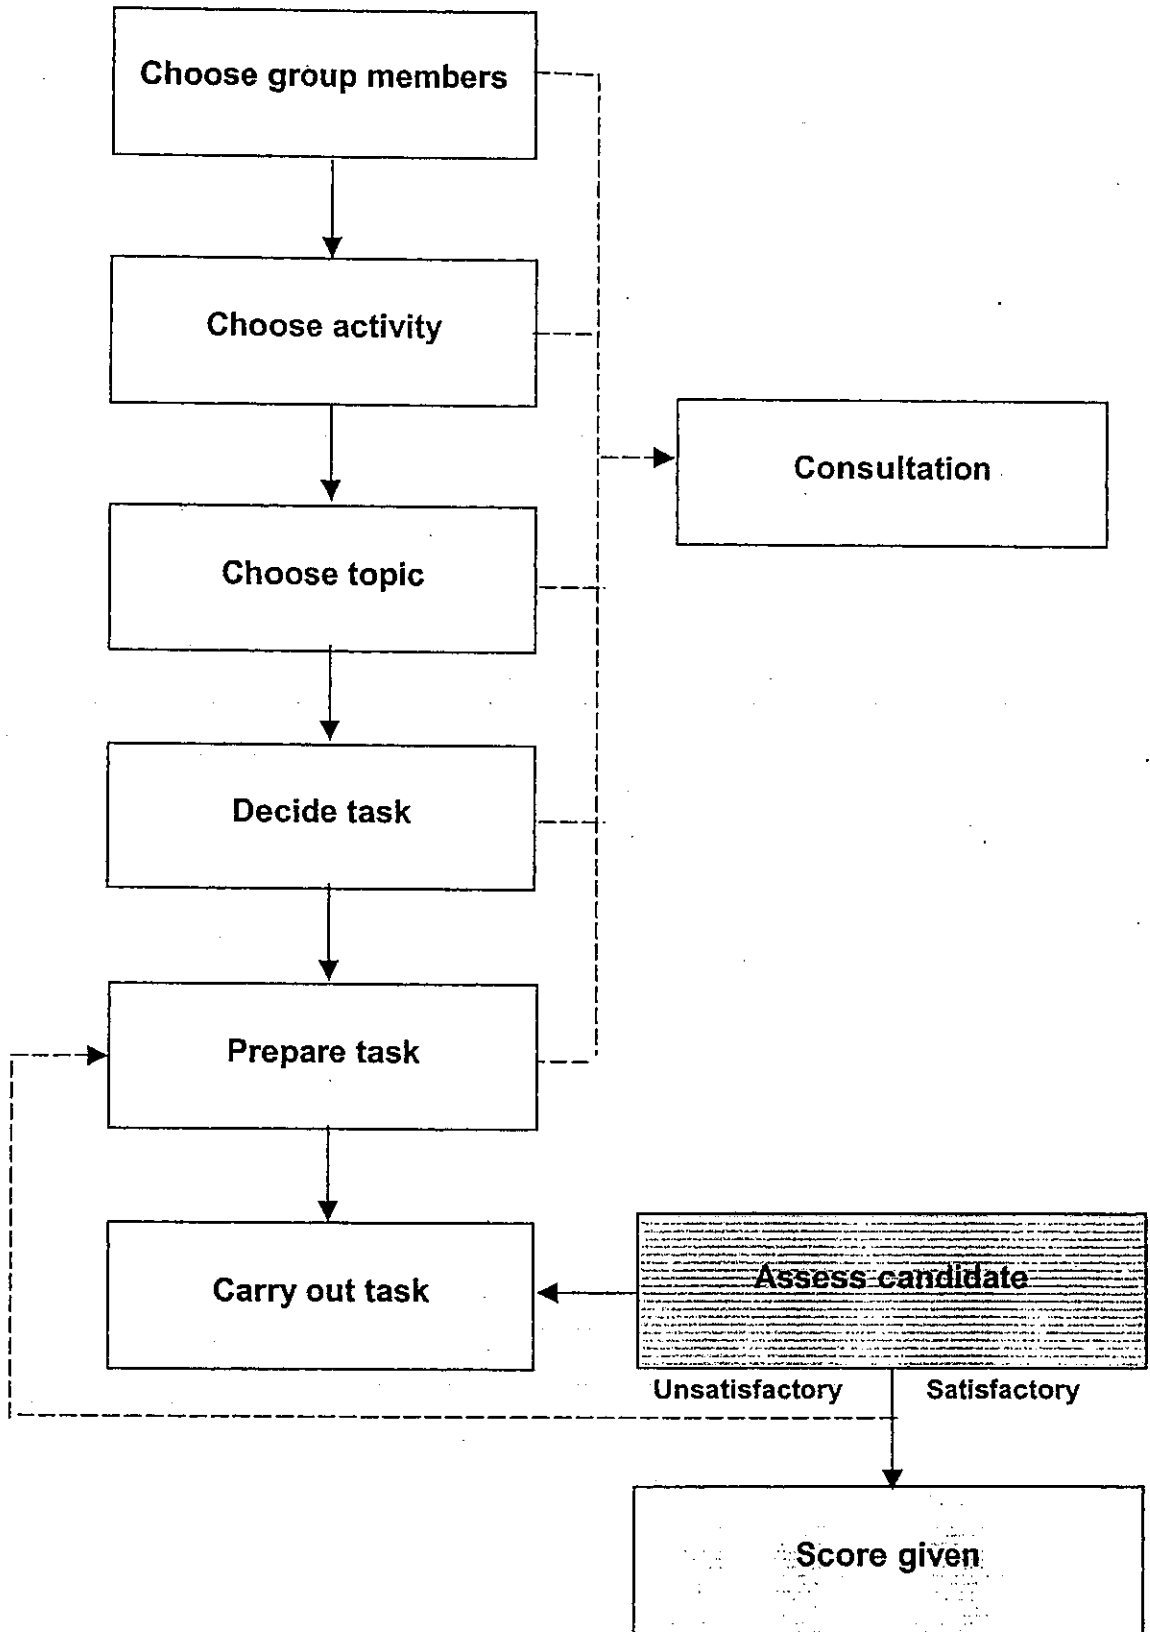 Choose group members
Choose activity
Consultation
Choose topic
Decide task
Prepare task
Carry out task
Assess candidate
Unsatisfactory
Satisfactory
Score given